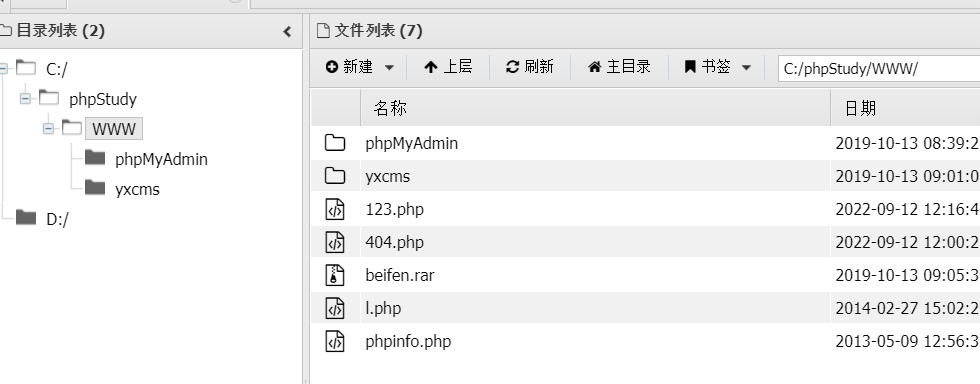 目录列表 (2)
C:/
phpStudy
WWW
phpMyAdmin
yxcms
D:/
文件列表 (7)
新建 上层 刷新 主目录 书签 C:/phpStudy/WWW/
名称 日期
phpMyAdmin 2019-10-13 08:39:2
yxcms 2019-10-13 09:01:0
123.php 2022-09-12 12:16:4
404.php 2022-09-12 12:00:2
beifen.rar 2019-10-13 09:05:3
l.php 2014-02-27 15:02:2
phpinfo.php 2013-05-09 12:56:3